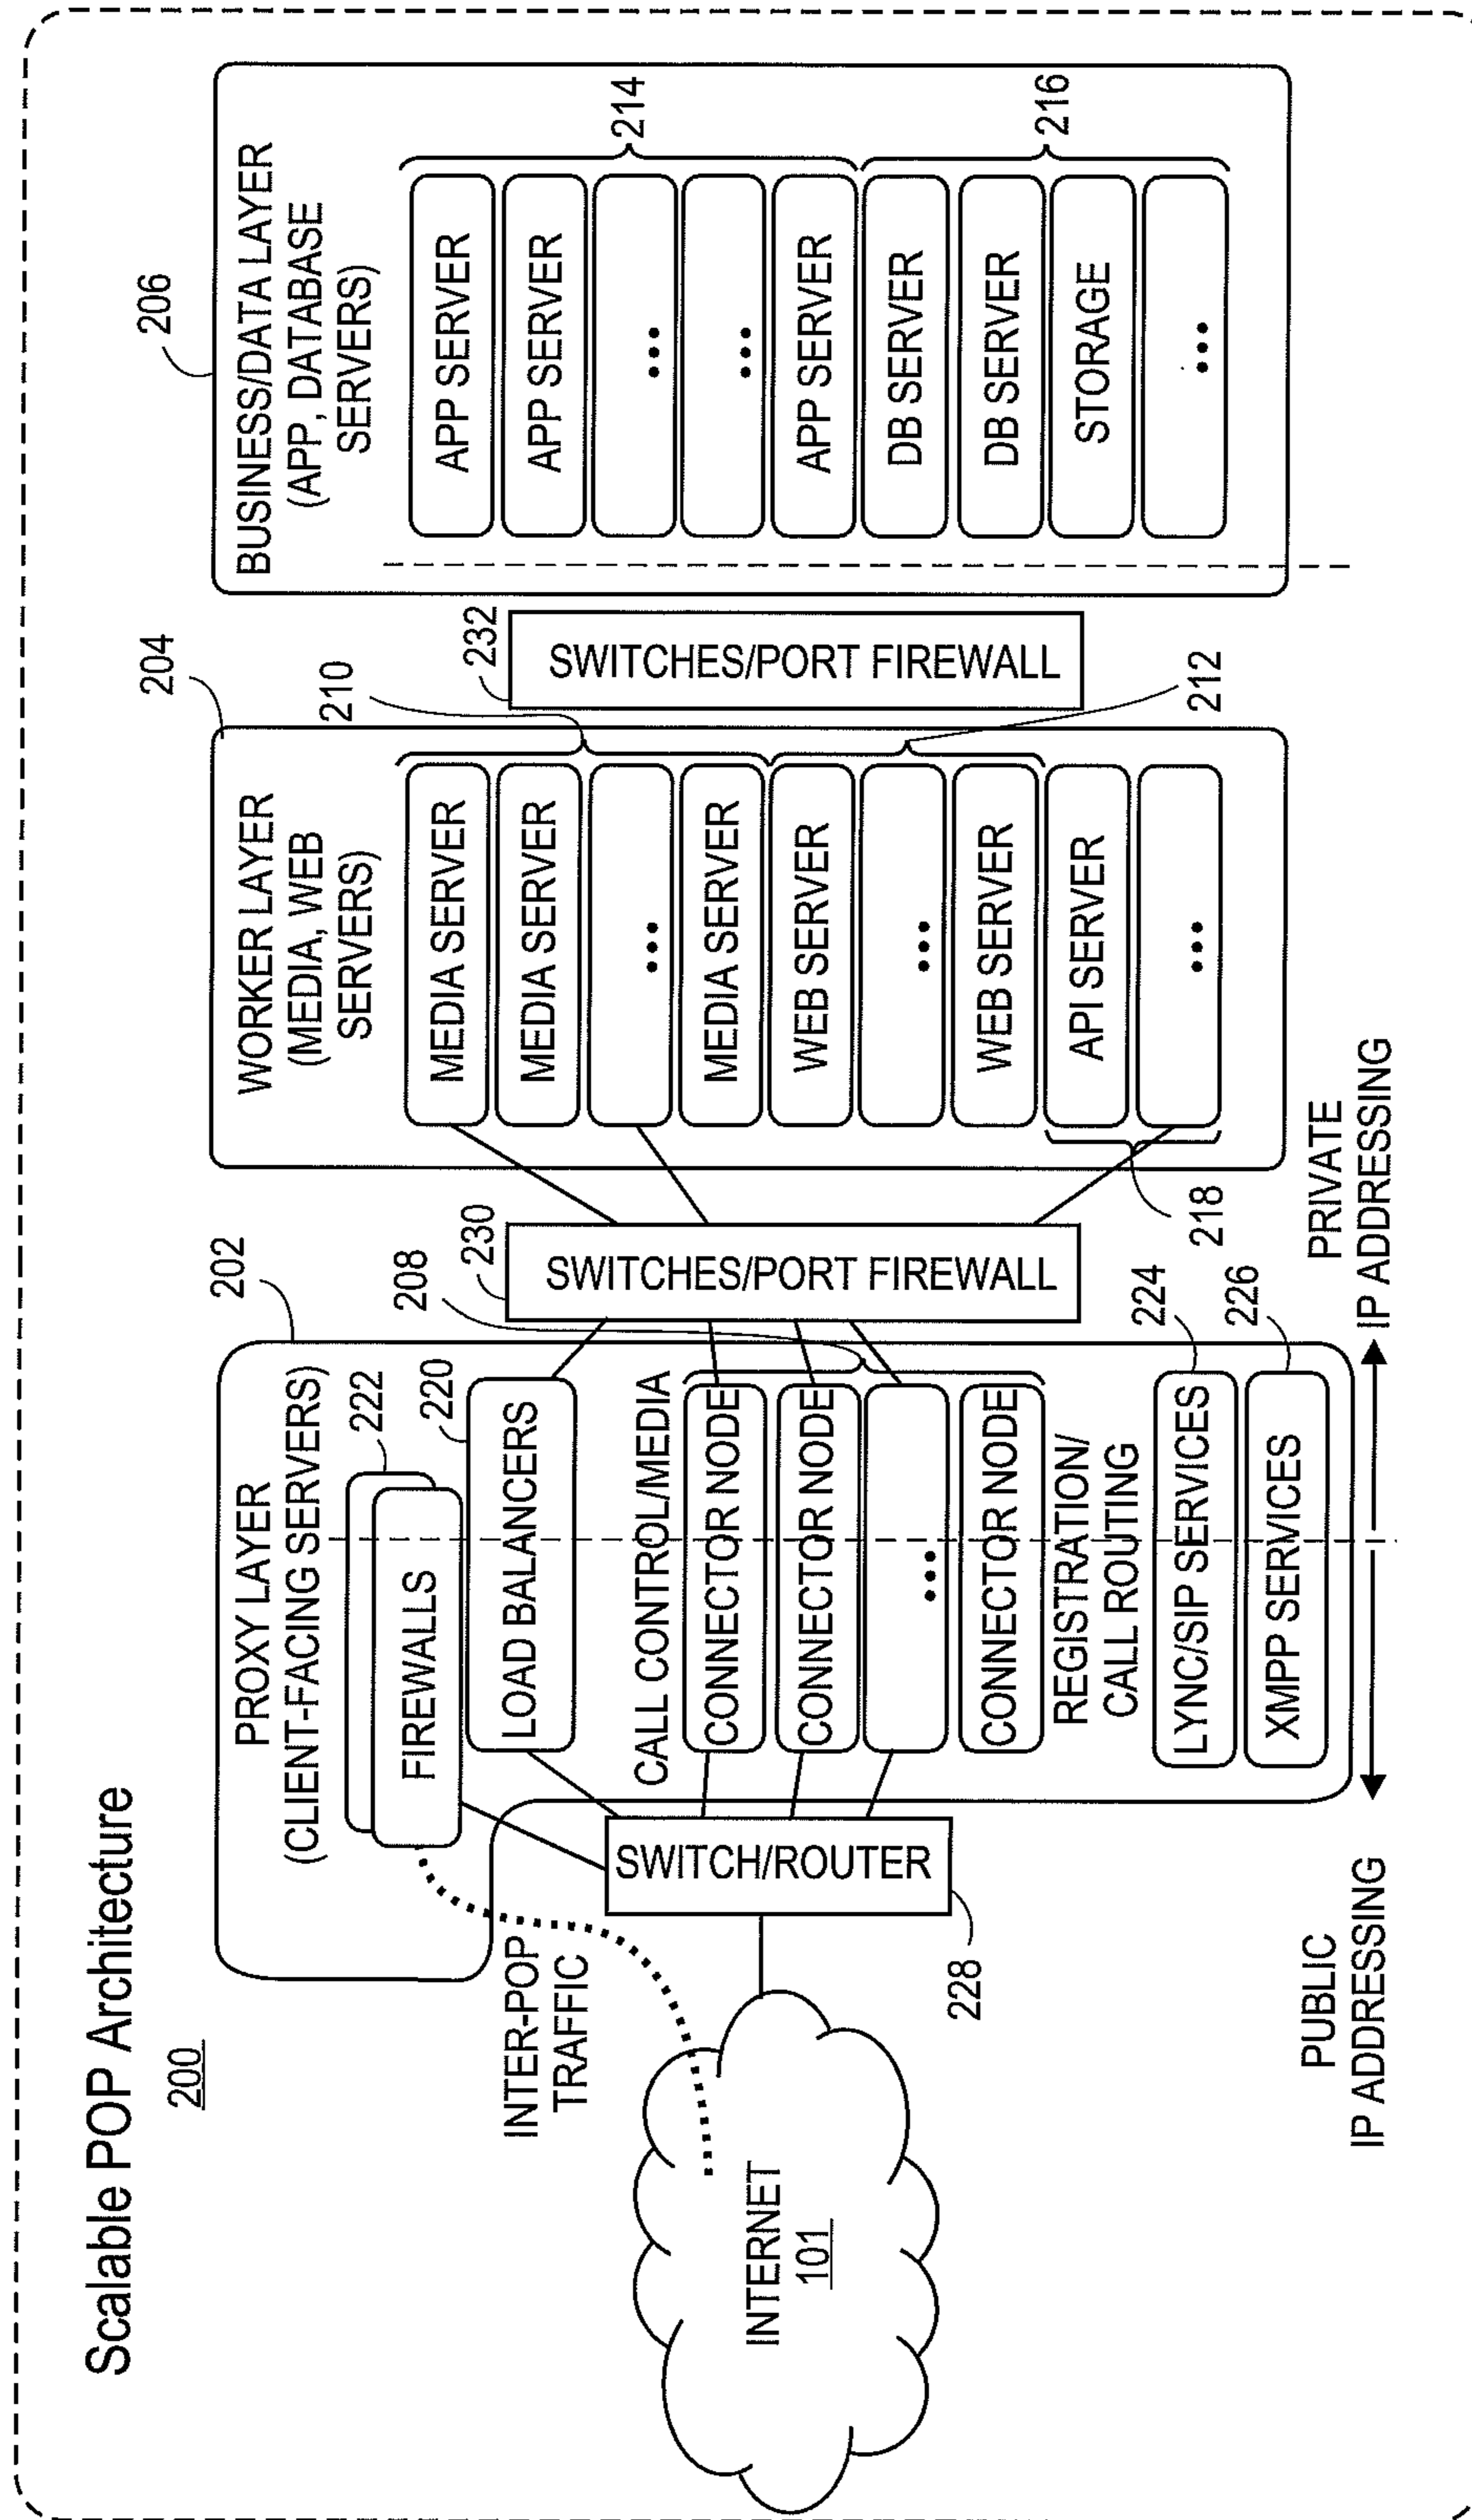 Scalable POP Architecture
200
INTERNET
101
INTER-POP
TRAFFIC
SWITCH/ROUTER
228
PUBLIC
IP ADDRESSING
PRIVATE
IP ADDRESSING
202
PROXY LAYER
(CLIENT-FACING SERVERS)
222
FIREWALLS
220
LOAD BALANCERS
208
CALL CONTROL/MEDIA
CONNECTOR NODE
CONNECTOR NODE
•••
CONNECTOR NODE
REGISTRATION/
CALL ROUTING
224
LYNC/SIP SERVICES
226
XMPP SERVICES
230
SWITCHES/PORT FIREWALL
204
WORKER LAYER
(MEDIA, WEB
SERVERS)
210
MEDIA SERVER
MEDIA SERVER
•••
MEDIA SERVER
WEB SERVER
•••
WEB SERVER
212
API SERVER
•••
218
232
SWITCHES/PORT FIREWALL
206
BUSINESS/DATA LAYER
(APP, DATABASE
SERVERS)
APP SERVER
APP SERVER
•••
•••
APP SERVER
214
DB SERVER
DB SERVER
STORAGE
•••
216